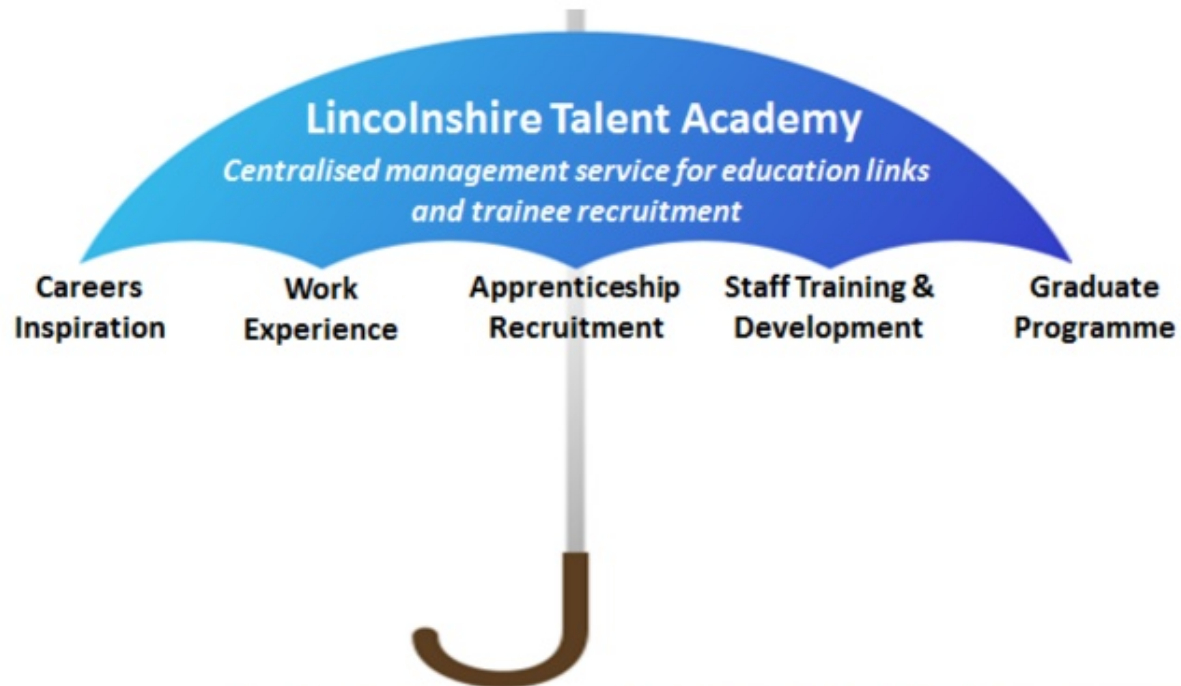 Lincolnshire Talent Academy
Centralised management service for education links
and trainee recruitment
Careers
Inspiration
Work
Experience
Apprenticeship
Recruitment
Staff Training &
Development
Graduate
Programme